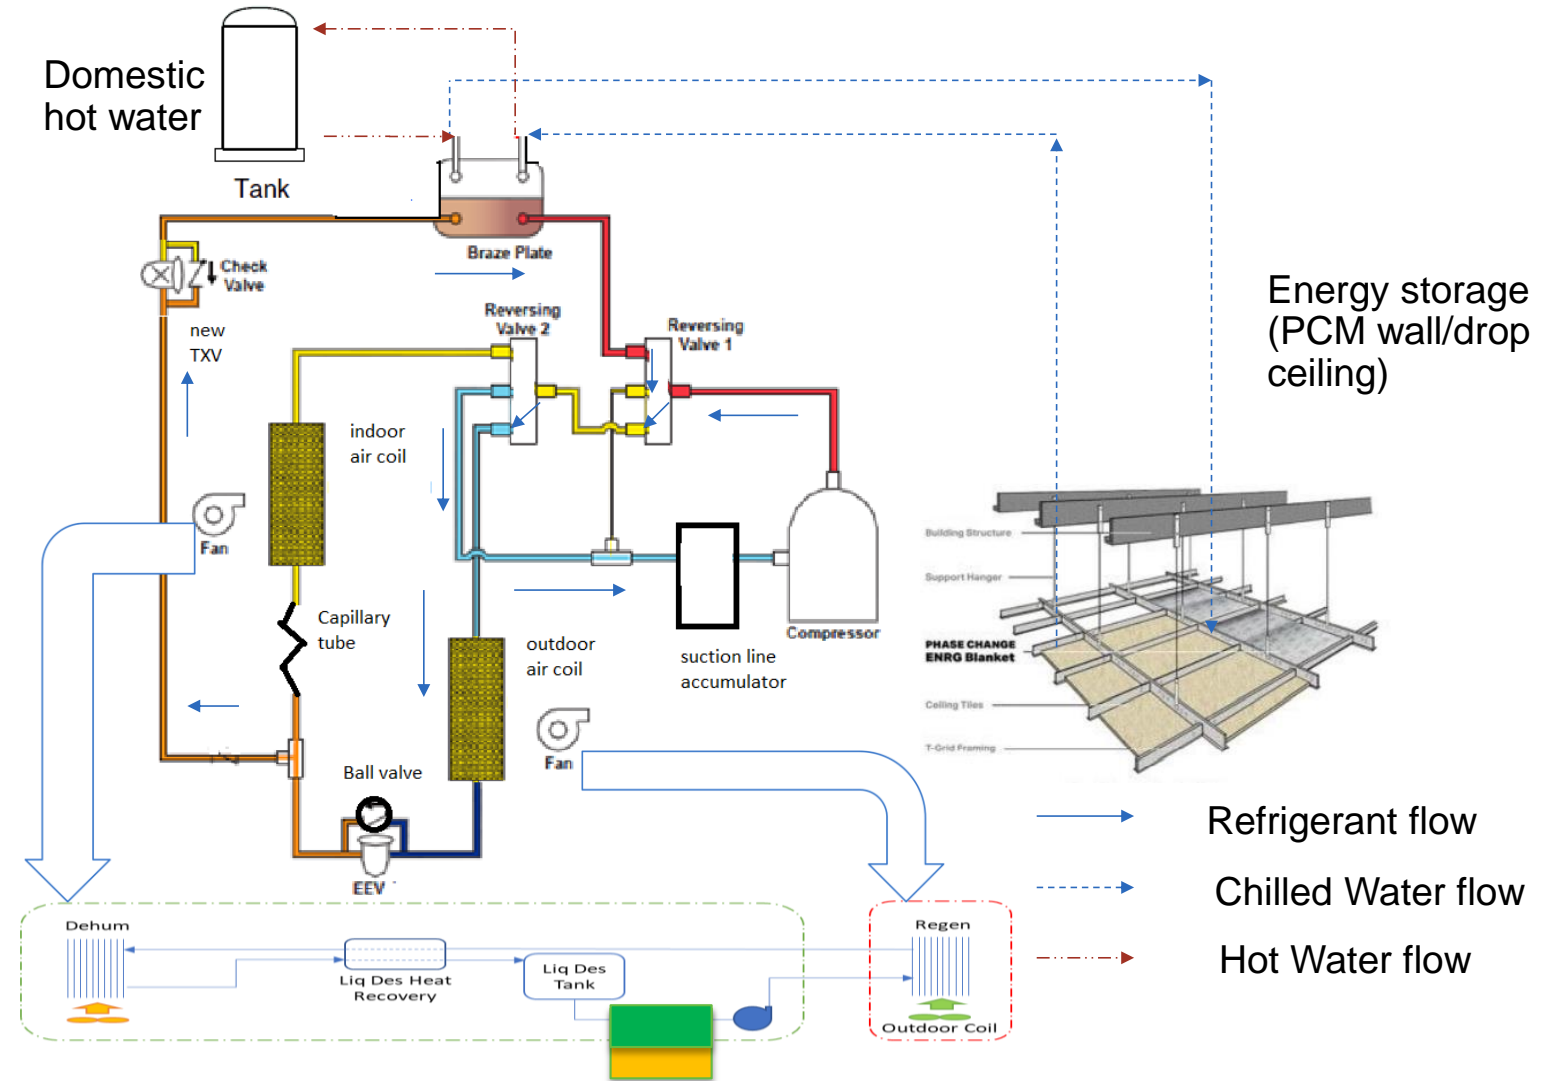 Domestic
hot water
Tank
Braze Plate
Check
Valve
new
TXV
Reversing
Valve 2
Reversing
Valve 1
indoor
air coil
Fan
Capillary
tube
outdoor
air coil
suction line
accumulator
Compressor
Fan
Ball valve
EEV
Energy storage
(PCM wall/drop
ceiling)
Building Structure
Support Hanger
PHASE CHANGE
ENRG Blanket
Ceiling Tiles
T-Grid Framing
Refrigerant flow
Chilled Water flow
Hot Water flow
Dehum
Liq Des Heat
Recovery
Liq Des
Tank
Regen
Outdoor Coil